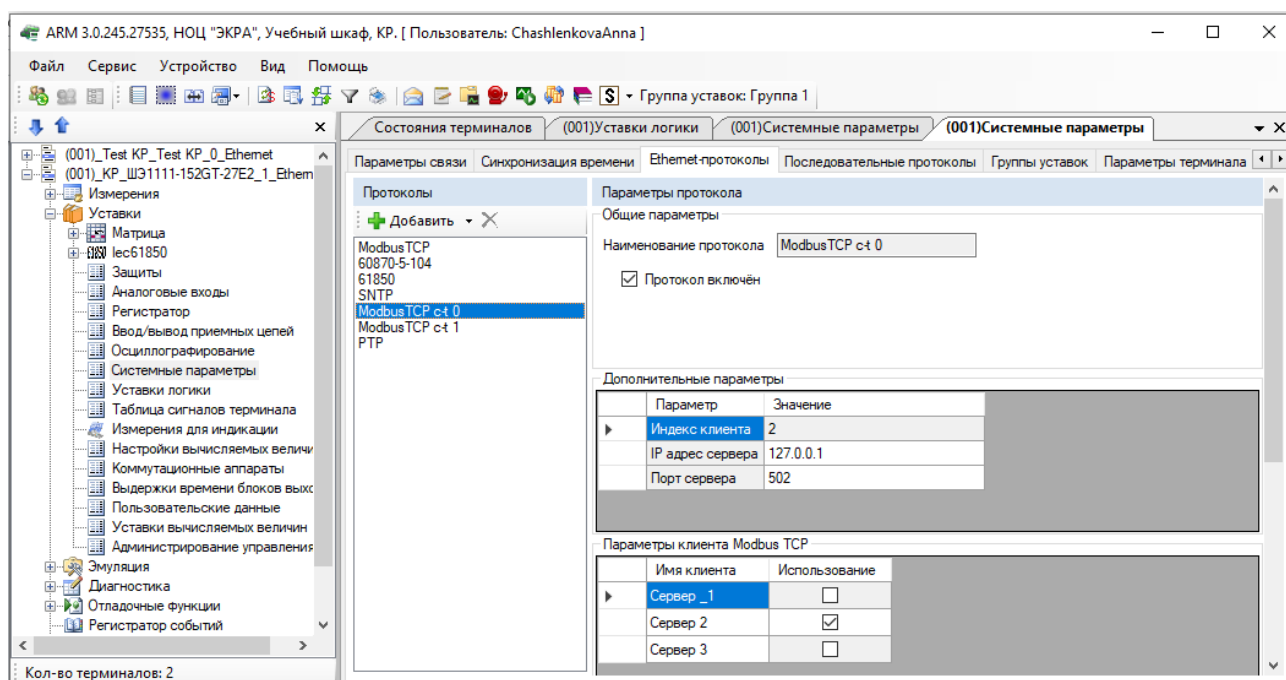 ARM 3.0.245.27535, НОЦ "ЭКРА", Учебный шкаф, КР. [ Пользователь: ChashlenkovaAnna ]
Файл Сервис Устройство Вид Помощь
S Группа уставок: Группа 1
Состояния терминалов (001)Уставки логики (001)Системные параметры (001)Системные параметры
(001)_Test KP_Test KP_0_Ethernet
(001)_KP_ШЭ1111-152GT-27E2_1_Ethern
Измерения
Уставки
Матрица
61850 Iec61850
Защиты
Аналоговые входы
Регистратор
Ввод/вывод приемных цепей
Осциллографирование
Системные параметры
Уставки логики
Таблица сигналов терминала
Измерения для индикации
Настройки вычисляемых величи
Коммутационные аппараты
Выдержки времени блоков выхо
Пользовательские данные
Уставки вычисляемых величин
Администрирование управления
Эмуляция
Диагностика
Отладочные функции
Регистратор событий
Кол-во терминалов: 2
Параметры связи Синхронизация времени Ethernet-протоколы Последовательные протоколы Группы уставок Параметры терминала
Протоколы
Добавить
ModbusTCP
60870-5-104
61850
SNTP
ModbusTCP c-t 0
ModbusTCP c-t 1
PTP
Параметры протокола
Общие параметры
Наименование протокола ModbusTCP c-t 0
Протокол включён
Дополнительные параметры
Параметр Значение
Индекс клиента 2
IP адрес сервера 127.0.0.1
Порт сервера 502
Параметры клиента Modbus TCP
Имя клиента Использование
Сервер _1
Сервер 2
Сервер 3